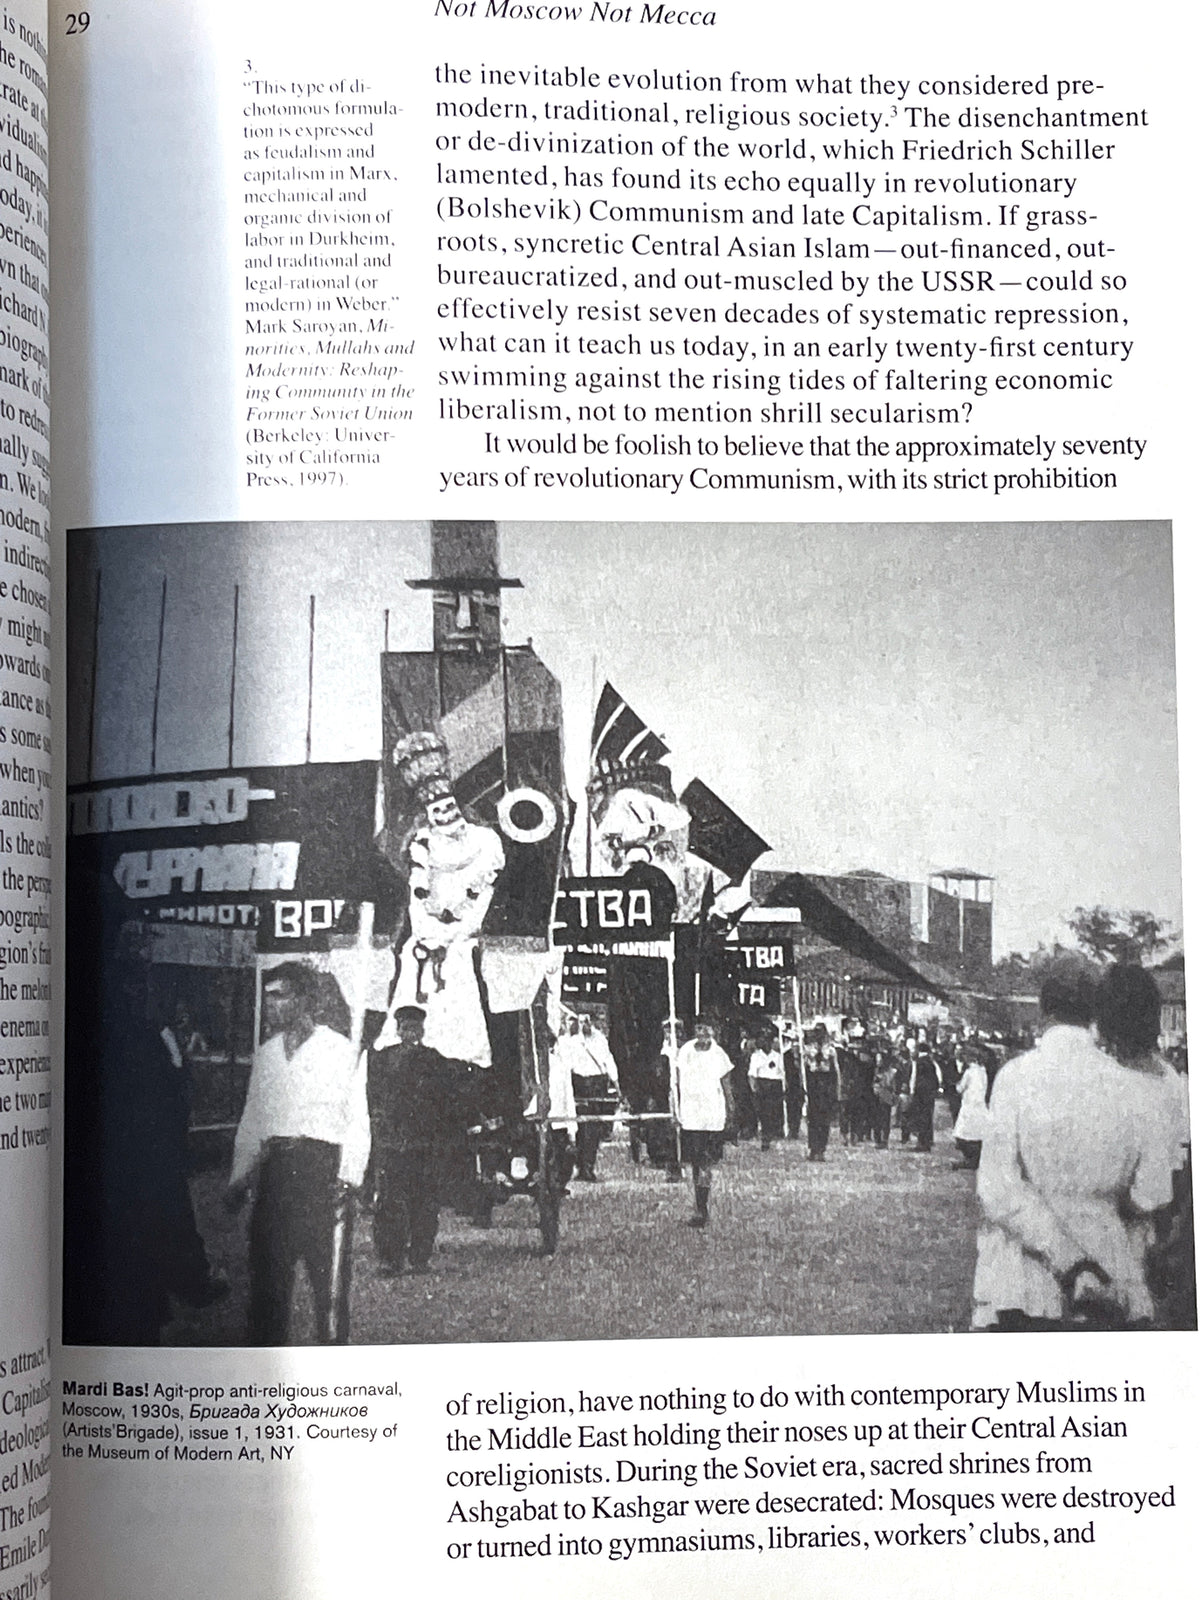 29
Not Moscow Not Mecca
3.
“This type of di-
chotomous formula-
tion is expressed
as feudalism and
capitalism in Marx,
mechanical and
organic division of
labor in Durkheim,
and traditional and
legal-rational (or
modern) in Weber.”
Mark Saroyan, Mi-
norities, Mullahs and
Modernity: Reshap-
ing Community in the
Former Soviet Union
(Berkeley: Univer-
sity of California
Press, 1997).
the inevitable evolution from what they considered pre-
modern, traditional, religious society.³ The disenchantment
or de-divinization of the world, which Friedrich Schiller
lamented, has found its echo equally in revolutionary
(Bolshevik) Communism and late Capitalism. If grass-
roots, syncretic Central Asian Islam—out-financed, out-
bureaucratized, and out-muscled by the USSR—could so
effectively resist seven decades of systematic repression,
what can it teach us today, in an early twenty-first century
swimming against the rising tides of faltering economic
liberalism, not to mention shrill secularism?
It would be foolish to believe that the approximately seventy
years of revolutionary Communism, with its strict prohibition
ВР
СТВА
СТВА
ТА
Mardi Bas! Agit-prop anti-religious carnaval,
Moscow, 1930s, Бригада Художников
(Artists'Brigade), issue 1, 1931. Courtesy of
the Museum of Modern Art, NY
of religion, have nothing to do with contemporary Muslims in
the Middle East holding their noses up at their Central Asian
coreligionists. During the Soviet era, sacred shrines from
Ashgabat to Kashgar were desecrated: Mosques were destroyed
or turned into gymnasiums, libraries, workers’ clubs, and